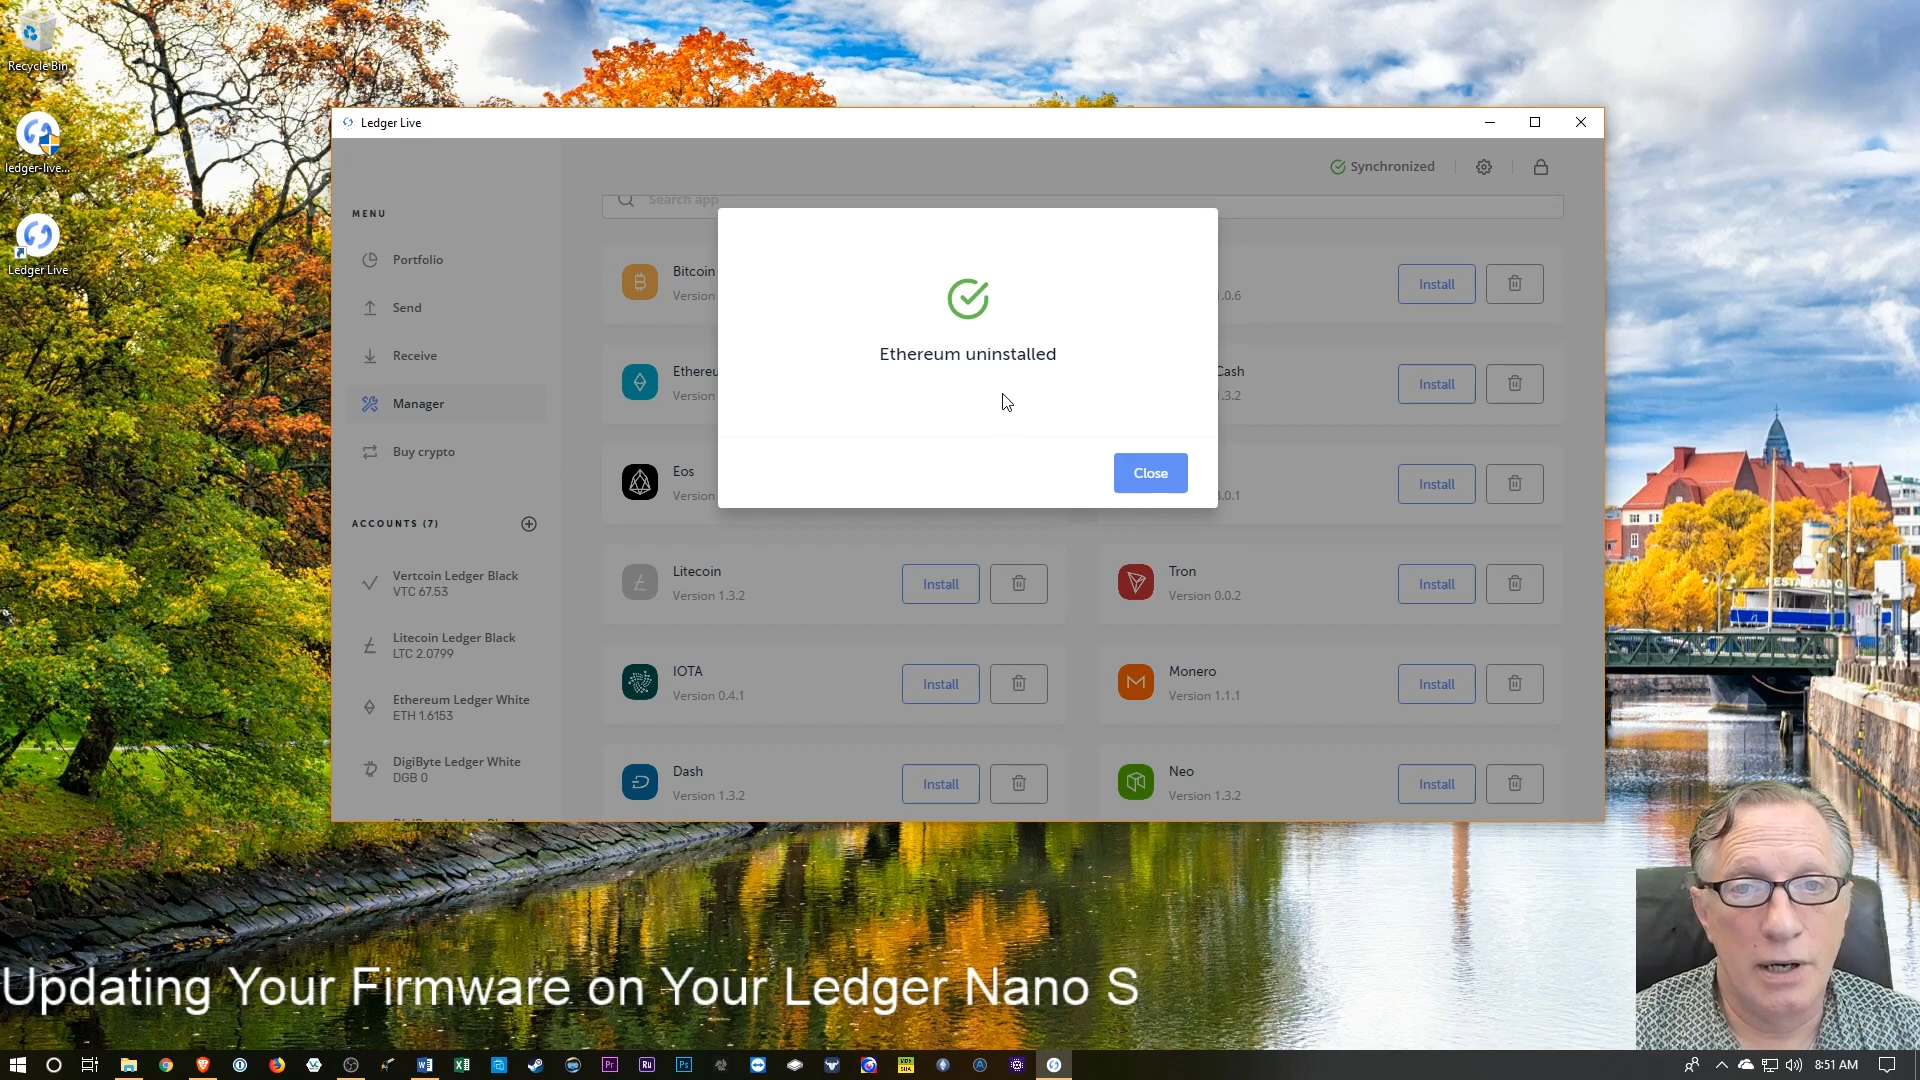 Recycle Bin
ledger-live...
Ledger Live
Ledger Live
Synchronized
MENU
Portfolio
Send
Receive
Manager
Buy crypto
ACCOUNTS (7)
Vertcoin Ledger Black
VTC 67.53
Litecoin Ledger Black
LTC 2.0799
Ethereum Ledger White
ETH 1.6153
DigiByte Ledger White
DGB 0
Search app
Bitcoin
Version
.0.6
Install
Ethereu
Version
Cash
.3.2
Install
Eos
Version
.0.1
Install
Ethereum uninstalled
Close
Litecoin
Version 1.3.2
Install
Tron
Version 0.0.2
Install
IOTA
Version 0.4.1
Install
Monero
Version 1.1.1
Install
Dash
Version 1.3.2
Install
Neo
Version 1.3.2
Install
RESTAURANG
Updating Your Firmware on Your Ledger Nano S
8:51 AM